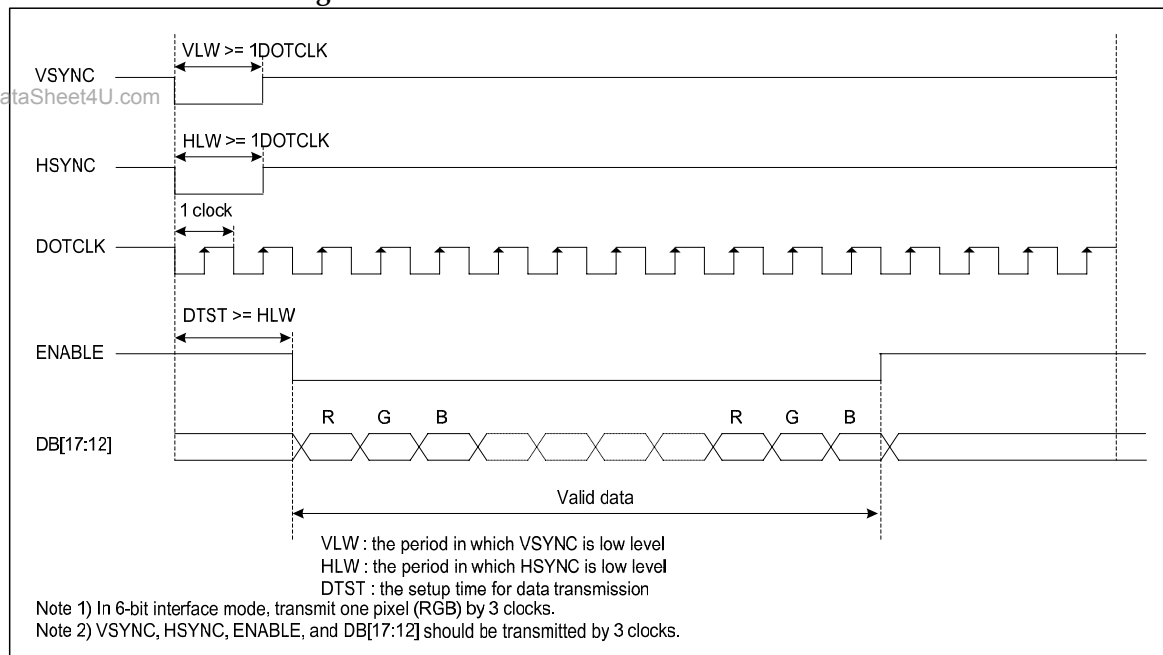 VLW >= 1DOTCLK
VSYNC
ataSheet4U.com
HLW >= 1DOTCLK
HSYNC
1 clock
DOTCLK
DTST >= HLW
ENABLE
R G B R G B
DB[17:12]
Valid data
VLW : the period in which VSYNC is low level
HLW : the period in which HSYNC is low level
DTST : the setup time for data transmission
Note 1) In 6-bit interface mode, transmit one pixel (RGB) by 3 clocks.
Note 2) VSYNC, HSYNC, ENABLE, and DB[17:12] should be transmitted by 3 clocks.